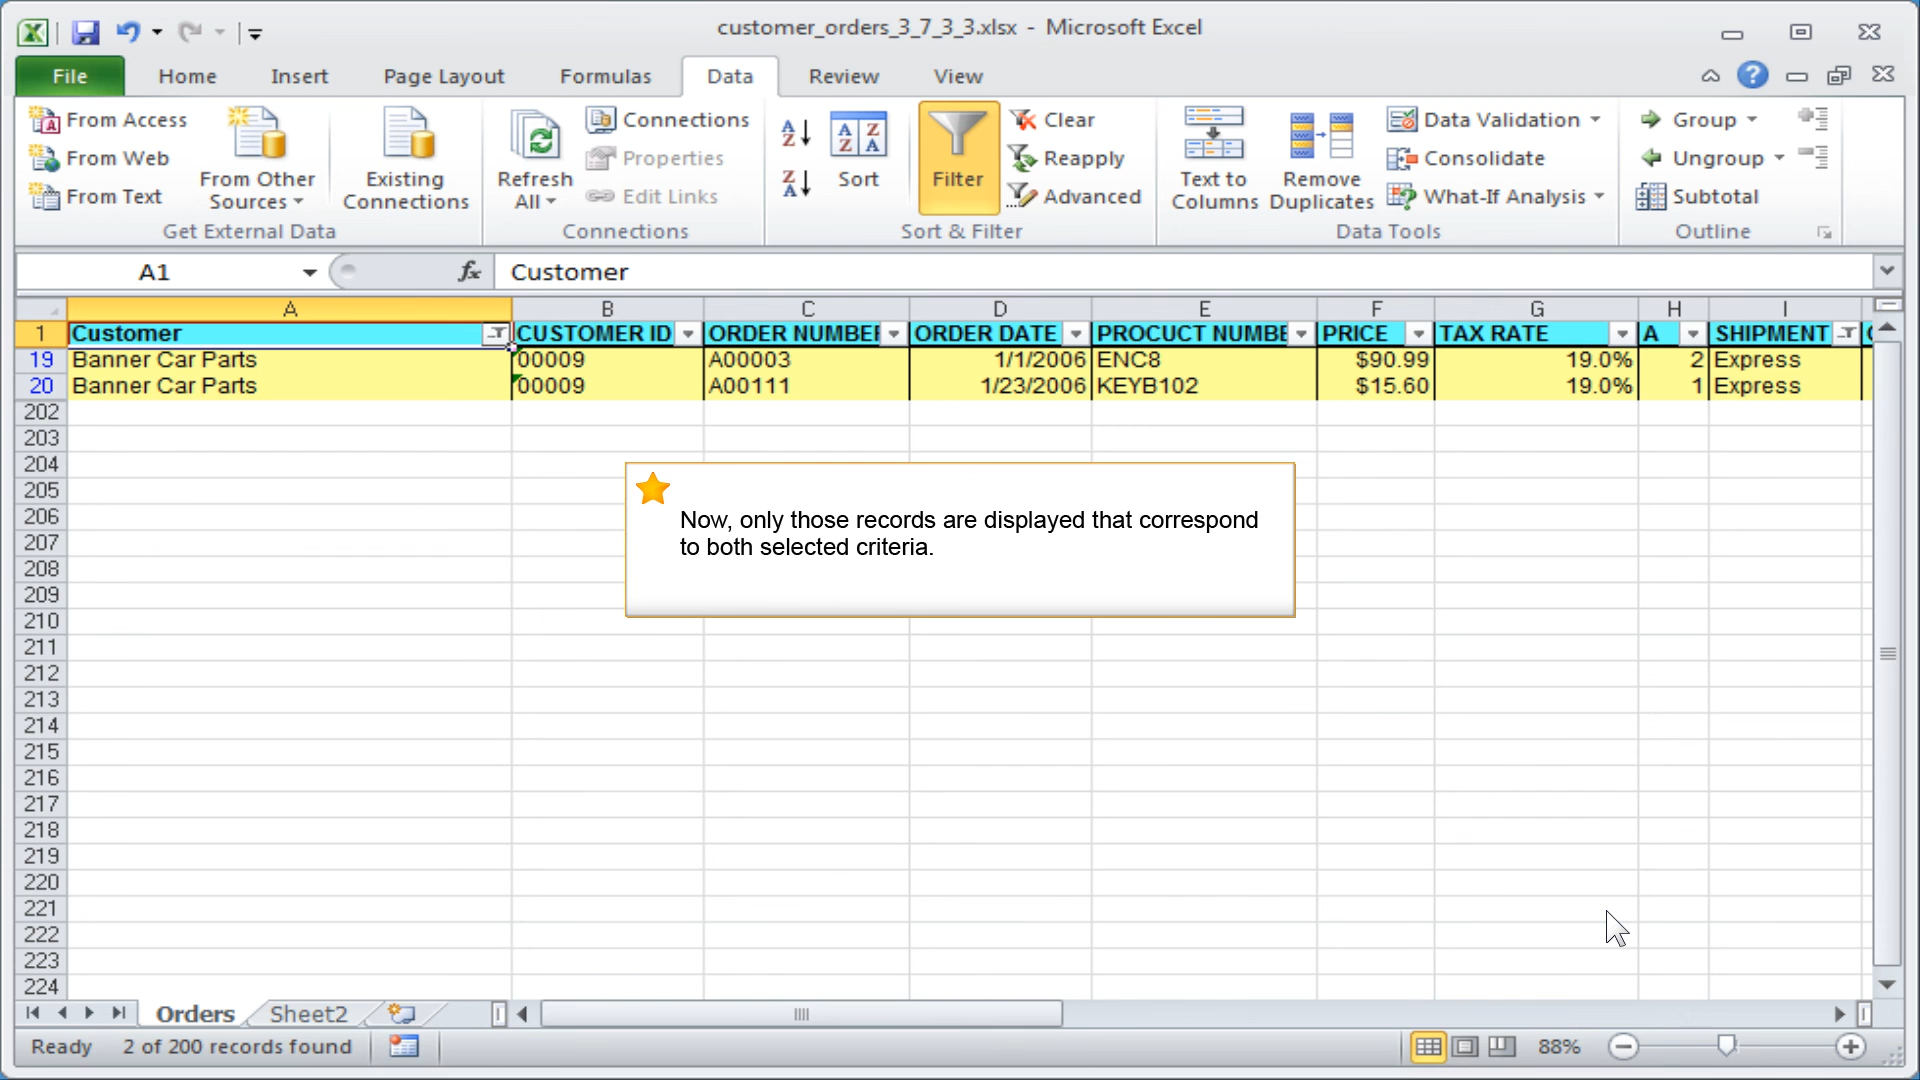 customer_orders_3_7_3_3.xlsx - Microsoft Excel
File Home Insert Page Layout Formulas Data Review View
From Access
From Web
From Text
From Other Sources
Existing Connections
Get External Data
Refresh All
Connections
Properties
Edit Links
Connections
Sort
Filter
Clear
Reapply
Advanced
Sort & Filter
Text to Columns
Remove Duplicates
Data Validation
Consolidate
What-If Analysis
Data Tools
Group
Ungroup
Subtotal
Outline
A1 fx Customer
A B C D E F G H I
1 Customer CUSTOMER ID ORDER NUMBER ORDER DATE PROCUCT NUMBE PRICE TAX RATE A SHIPMENT
19 Banner Car Parts 00009 A00003 1/1/2006 ENC8 $90.99 19.0% 2 Express
20 Banner Car Parts 00009 A00111 1/23/2006 KEYB102 $15.60 19.0% 1 Express
202
203
204
205
206
207
208
209
210
211
212
213
214
215
216
217
218
219
220
221
222
223
224
Now, only those records are displayed that correspond
to both selected criteria.
Orders Sheet2
Ready 2 of 200 records found 88%